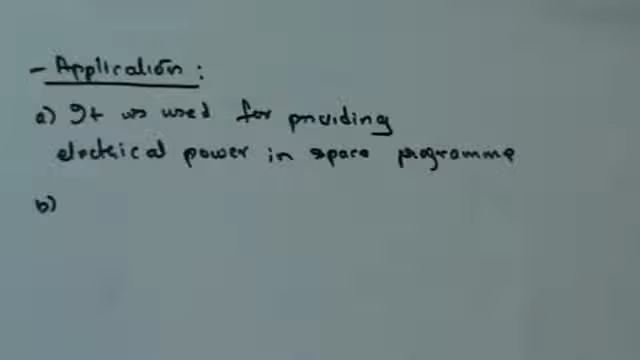 - Application :
a) It is used for providing
electrical power in space programme
b)